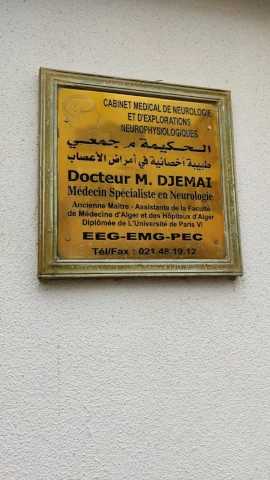 CABINET MEDICAL DE NEUROLOGIE
ET D'EXPLORATIONS
NEUROPHYSIOLOGIQUES
الحكيمة م جمعي
طبيبة أخصائية في أمراض الأعصاب
Docteur M. DJEMAI
Médecin Spécialiste en Neurologie
Ancienne Maitre - Assistante de la Faculté
de Médecine d'Alger et des Hôpitaux d'Alger
Diplômée de L'Université de Paris VI
EEG-EMG-PEC
Tél/Fax : 021.48.19.12